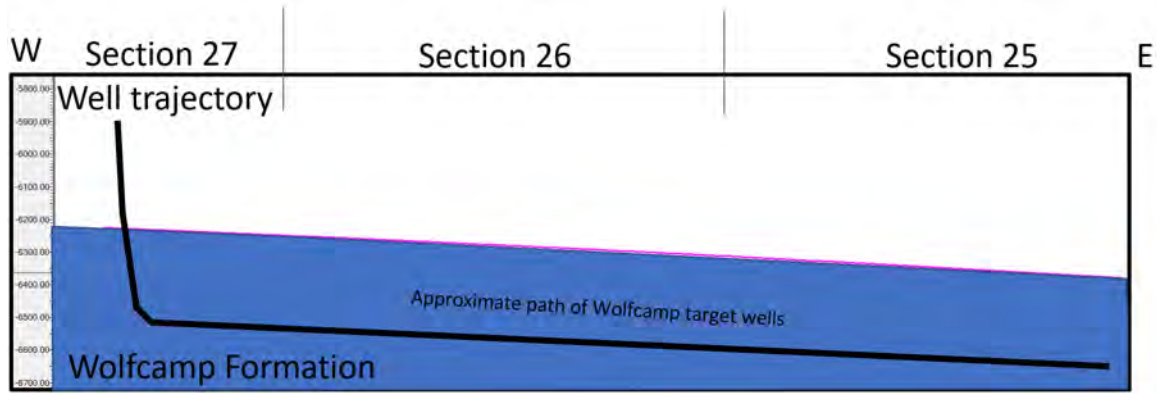 W Section 27 Section 26 Section 25 E
-5800.00
Well trajectory
-5900.00
-6000.00
-6100.00
-6200.00
-6300.00
-6400.00
Approximate path of Wolfcamp target wells
-6500.00
-6600.00
Wolfcamp Formation
-6700.00